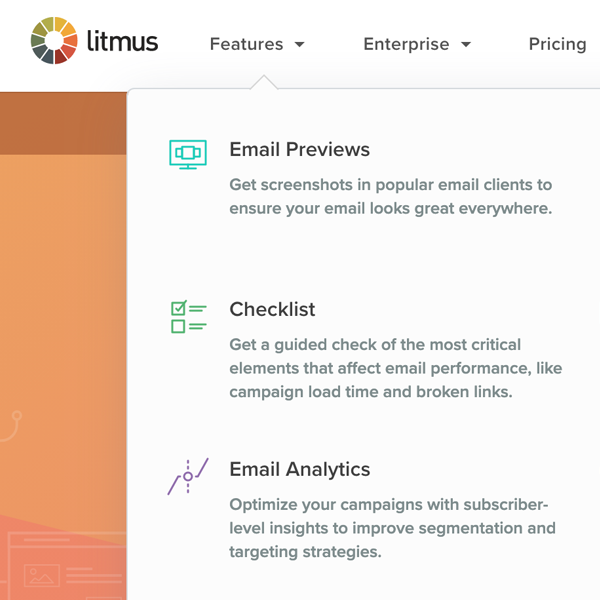 litmus Features Enterprise Pricing
Email Previews
Get screenshots in popular email clients to
ensure your email looks great everywhere.
Checklist
Get a guided check of the most critical
elements that affect email performance, like
campaign load time and broken links.
Email Analytics
Optimize your campaigns with subscriber-
level insights to improve segmentation and
targeting strategies.